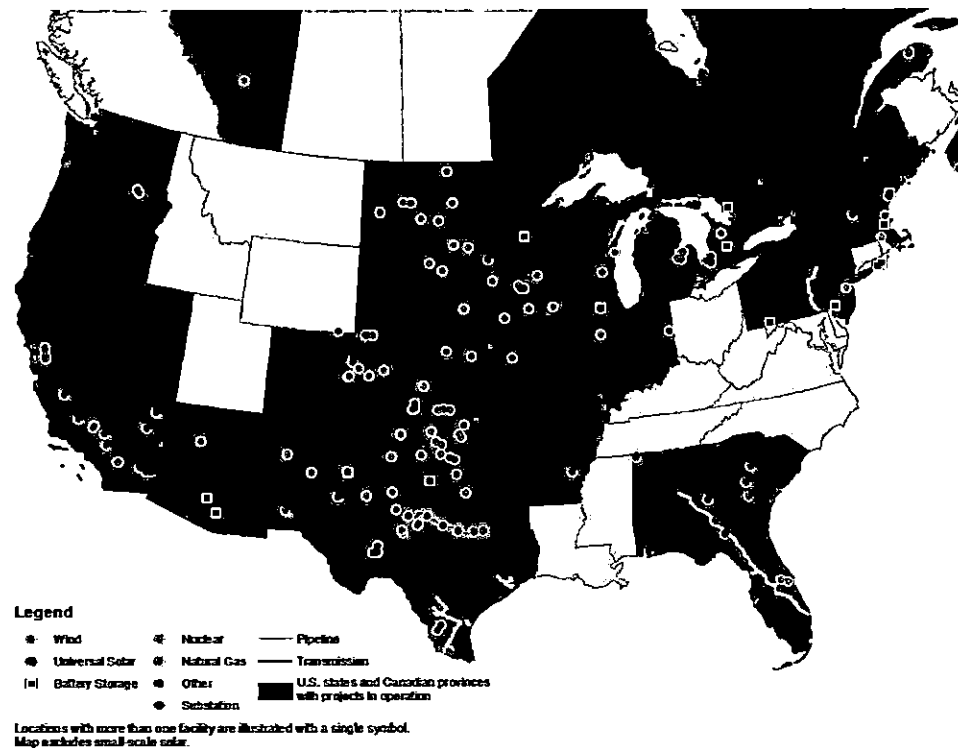 Legend
Wind
Nuclear
Pipeline
Universal Solar
Natural Gas
Transmission
Battery Storage
Other
U.S. states and Canadian provinces
with projects in operation
Substation
Locations with more than one facility are illustrated with a single symbol.
Map excludes small-scale solar.